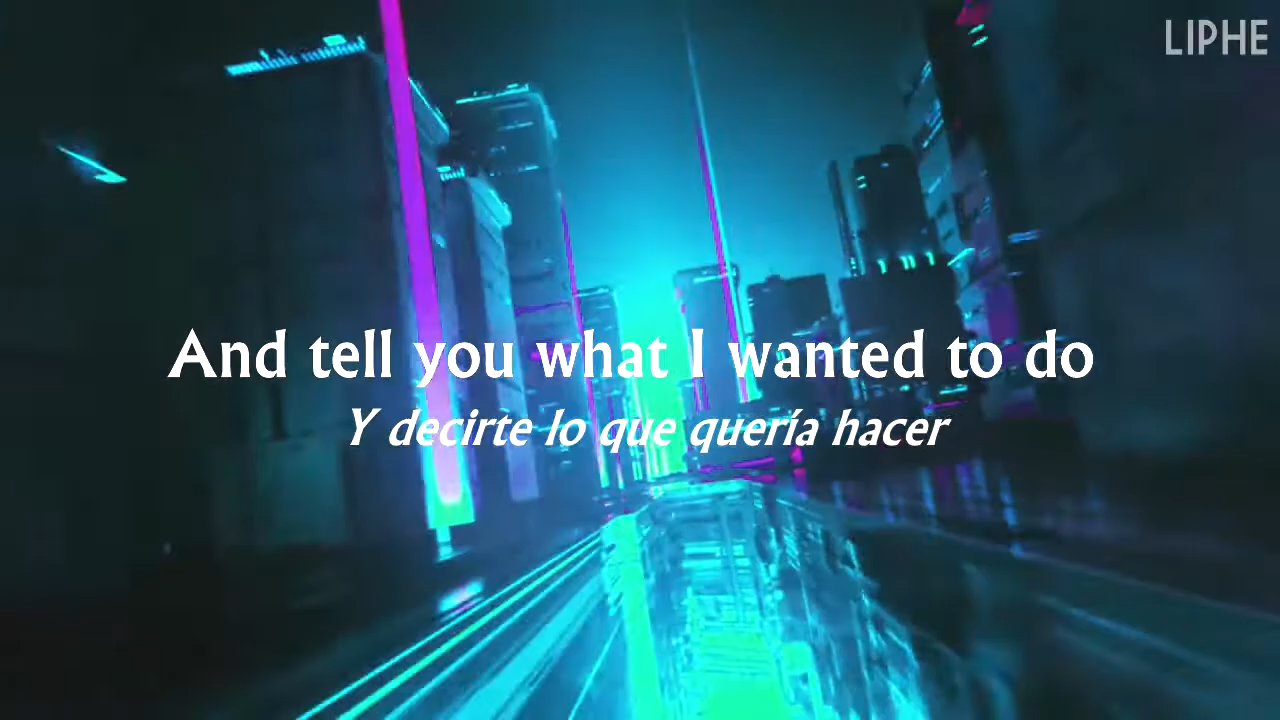 LIPHE
And tell you what I wanted to do
Y decirte lo que quería hacer